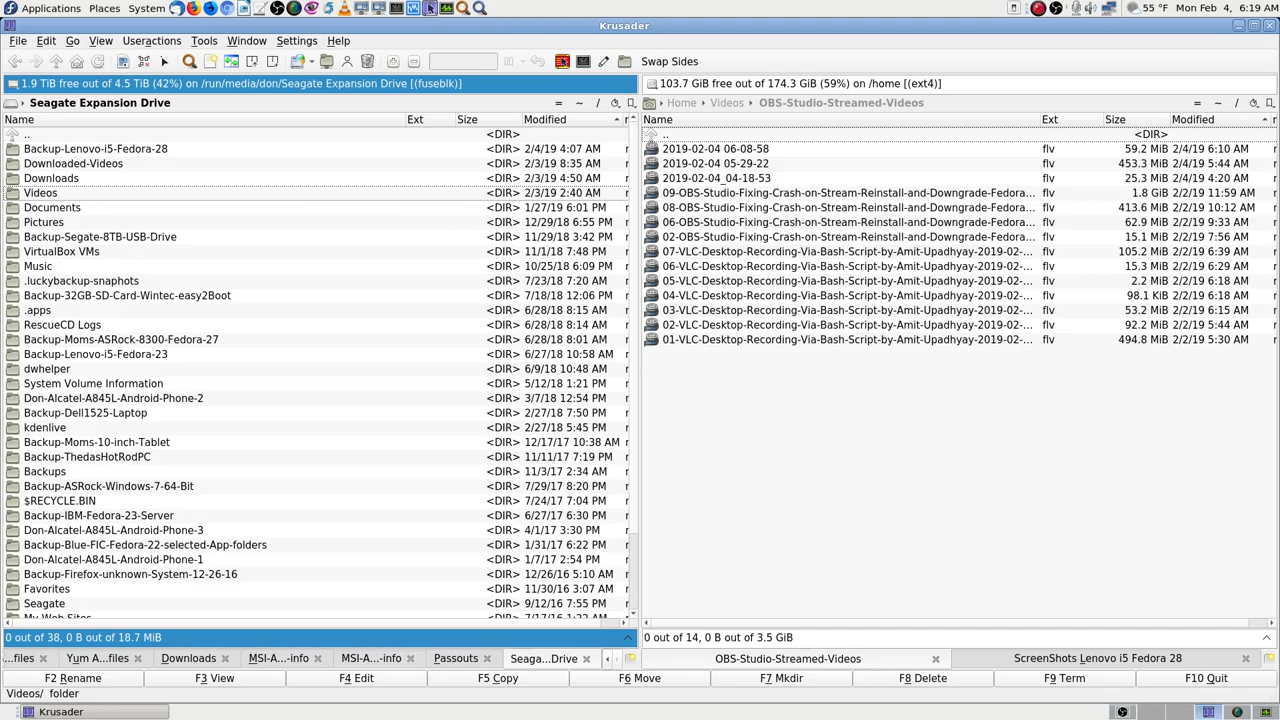 Applications Places System 55 °F Mon Feb 4, 6:19 AM
Krusader
File Edit Go View Useractions Tools Window Settings Help
Swap Sides
1.9 TiB free out of 4.5 TiB (42%) on /run/media/don/Seagate Expansion Drive [(fuseblk)] 103.7 GiB free out of 174.3 GiB (59%) on /home [(ext4)]
Seagate Expansion Drive = ~ / Home Videos OBS-Studio-Streamed-Videos = ~ /
Name Ext Size Modified r Name Ext Size Modified r
.. <DIR> .. <DIR>
Backup-Lenovo-i5-Fedora-28 <DIR> 2/4/19 4:07 AM r 2019-02-04 06-08-58 flv 59.2 MiB 2/4/19 6:10 AM r
Downloaded-Videos <DIR> 2/3/19 8:35 AM r 2019-02-04 05-29-22 flv 453.3 MiB 2/4/19 5:44 AM r
Downloads <DIR> 2/3/19 4:50 AM r 2019-02-04_04-18-53 flv 25.3 MiB 2/4/19 4:20 AM r
Videos <DIR> 2/3/19 2:40 AM r 09-OBS-Studio-Fixing-Crash-on-Stream-Reinstall-and-Downgrade-Fedora... flv 1.8 GiB 2/2/19 11:59 AM r
Documents <DIR> 1/27/19 6:01 PM r 08-OBS-Studio-Fixing-Crash-on-Stream-Reinstall-and-Downgrade-Fedora... flv 413.6 MiB 2/2/19 10:12 AM r
Pictures <DIR> 12/29/18 6:55 PM r 06-OBS-Studio-Fixing-Crash-on-Stream-Reinstall-and-Downgrade-Fedora... flv 62.9 MiB 2/2/19 9:33 AM r
Backup-Segate-8TB-USB-Drive <DIR> 11/29/18 3:42 PM r 02-OBS-Studio-Fixing-Crash-on-Stream-Reinstall-and-Downgrade-Fedora... flv 15.1 MiB 2/2/19 7:56 AM r
VirtualBox VMs <DIR> 11/1/18 7:48 PM r 07-VLC-Desktop-Recording-Via-Bash-Script-by-Amit-Upadhyay-2019-02-... flv 105.2 MiB 2/2/19 6:39 AM r
Music <DIR> 10/25/18 6:09 PM r 06-VLC-Desktop-Recording-Via-Bash-Script-by-Amit-Upadhyay-2019-02-... flv 15.3 MiB 2/2/19 6:29 AM r
.luckybackup-snaphots <DIR> 7/23/18 7:20 AM r 05-VLC-Desktop-Recording-Via-Bash-Script-by-Amit-Upadhyay-2019-02-... flv 2.2 MiB 2/2/19 6:18 AM r
Backup-32GB-SD-Card-Wintec-easy2Boot <DIR> 7/18/18 12:06 PM r 04-VLC-Desktop-Recording-Via-Bash-Script-by-Amit-Upadhyay-2019-02-... flv 98.1 KiB 2/2/19 6:18 AM r
.apps <DIR> 6/28/18 8:15 AM r 03-VLC-Desktop-Recording-Via-Bash-Script-by-Amit-Upadhyay-2019-02-... flv 53.2 MiB 2/2/19 6:15 AM r
RescueCD Logs <DIR> 6/28/18 8:14 AM r 02-VLC-Desktop-Recording-Via-Bash-Script-by-Amit-Upadhyay-2019-02-... flv 92.2 MiB 2/2/19 5:44 AM r
Backup-Moms-ASRock-8300-Fedora-27 <DIR> 6/28/18 8:01 AM r 01-VLC-Desktop-Recording-Via-Bash-Script-by-Amit-Upadhyay-2019-02-... flv 494.8 MiB 2/2/19 5:30 AM r
Backup-Lenovo-i5-Fedora-23 <DIR> 6/27/18 10:58 AM r
dwhelper <DIR> 6/9/18 10:48 AM r
System Volume Information <DIR> 5/12/18 1:21 PM r
Don-Alcatel-A845L-Android-Phone-2 <DIR> 3/7/18 12:54 PM r
Backup-Dell1525-Laptop <DIR> 2/27/18 7:50 PM r
kdenlive <DIR> 2/27/18 5:45 PM r
Backup-Moms-10-inch-Tablet <DIR> 12/17/17 10:38 AM r
Backup-ThedasHotRodPC <DIR> 11/11/17 7:19 PM r
Backups <DIR> 11/3/17 2:34 AM r
Backup-ASRock-Windows-7-64-Bit <DIR> 7/29/17 8:20 PM r
$RECYCLE.BIN <DIR> 7/24/17 7:04 PM r
Backup-IBM-Fedora-23-Server <DIR> 6/27/17 6:30 PM r
Don-Alcatel-A845L-Android-Phone-3 <DIR> 4/1/17 3:30 PM r
Backup-Blue-FIC-Fedora-22-selected-App-folders <DIR> 1/31/17 6:22 PM r
Don-Alcatel-A845L-Android-Phone-1 <DIR> 1/7/17 2:54 PM r
Backup-Firefox-unknown-System-12-26-16 <DIR> 12/26/16 5:10 AM r
Favorites <DIR> 11/30/16 3:07 AM r
Seagate <DIR> 9/12/16 7:55 PM r
My Web Sites <DIR> 7/17/16 1:22 AM r
0 out of 38, 0 B out of 18.7 MiB 0 out of 14, 0 B out of 3.5 GiB
...files Yum A...files Downloads MSI-A...-info MSI-A...-info Passouts Seaga...Drive OBS-Studio-Streamed-Videos ScreenShots Lenovo i5 Fedora 28
F2 Rename F3 View F4 Edit F5 Copy F6 Move F7 Mkdir F8 Delete F9 Term F10 Quit
Videos/ folder
Krusader